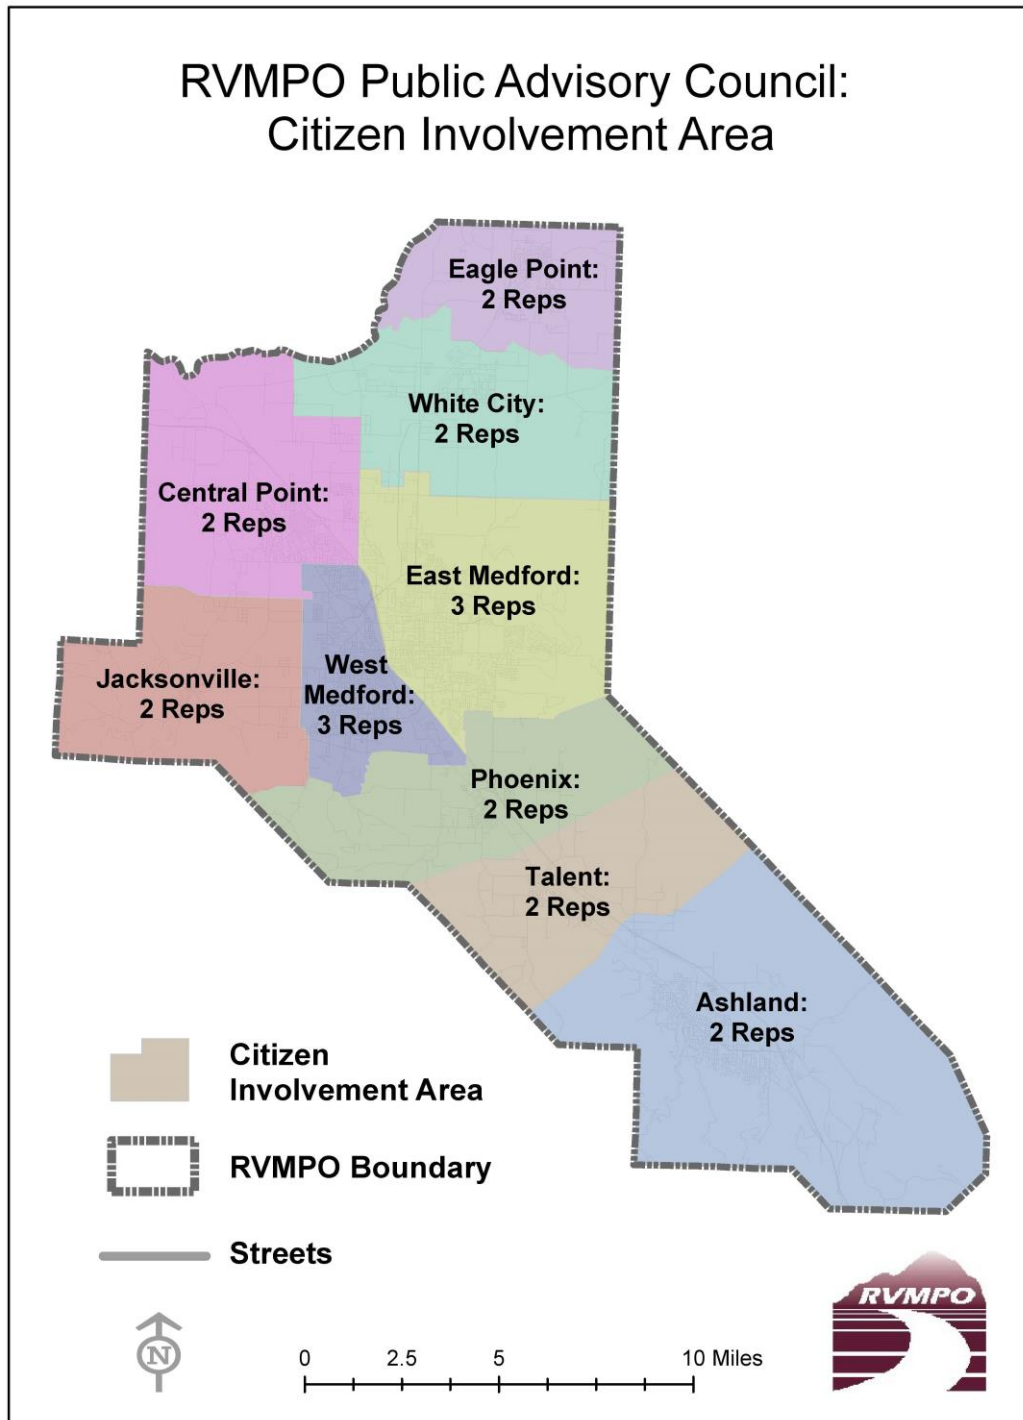 RVMPO Public Advisory Council:
Citizen Involvement Area
Eagle Point:
2 Reps
White City:
2 Reps
Central Point:
2 Reps
East Medford:
3 Reps
West
Medford:
3 Reps
Jacksonville:
2 Reps
Phoenix:
2 Reps
Talent:
2 Reps
Ashland:
2 Reps
Citizen
Involvement Area
RVMPO Boundary
Streets
N
0 2.5 5 10 Miles
RVMPO